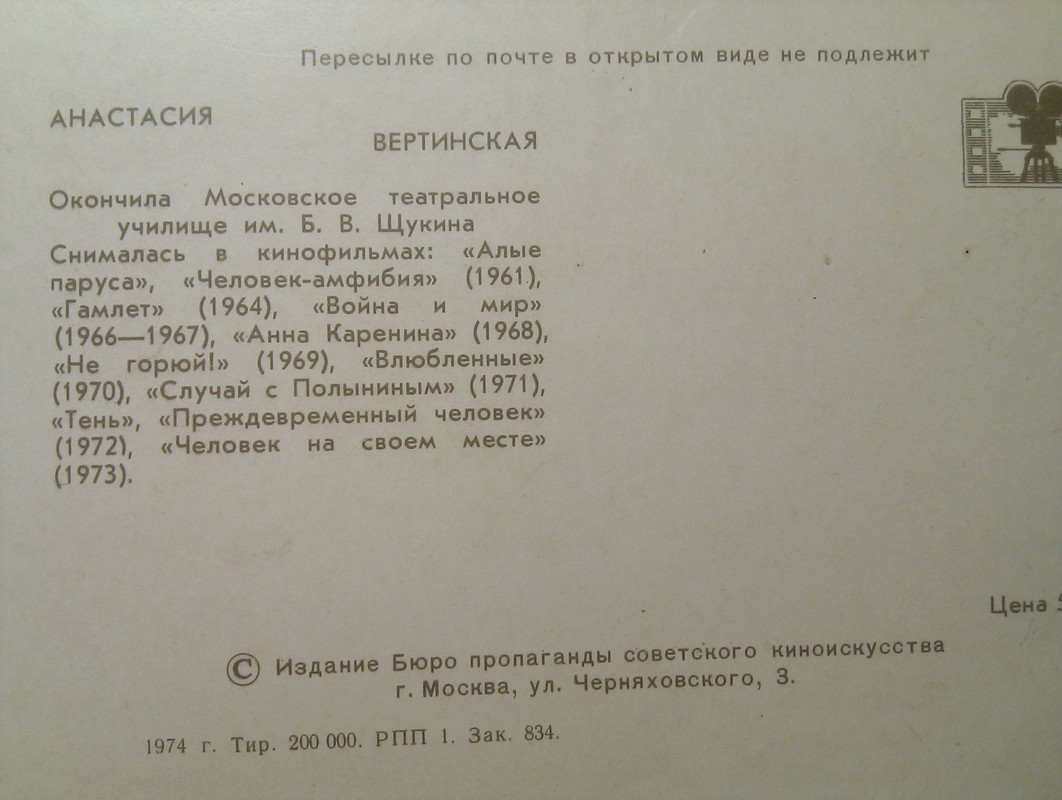 Пересылке по почте в открытом виде не подлежит
АНАСТАСИЯ
ВЕРТИНСКАЯ
Окончила Московское театральное
училище им. Б. В. Щукина
Снималась в кинофильмах: «Алые
паруса», «Человек-амфибия» (1961),
«Гамлет» (1964), «Война и мир»
(1966—1967), «Анна Каренина» (1968),
«Не горюй!» (1969), «Влюбленные»
(1970), «Случай с Полыниным» (1971),
«Тень», «Преждевременный человек»
(1972), «Человек на своем месте»
(1973).
Цена
© Издание Бюро пропаганды советского киноискусства
г. Москва, ул. Черняховского, 3.
1974 г. Тир. 200 000. РПП 1. Зак. 834.